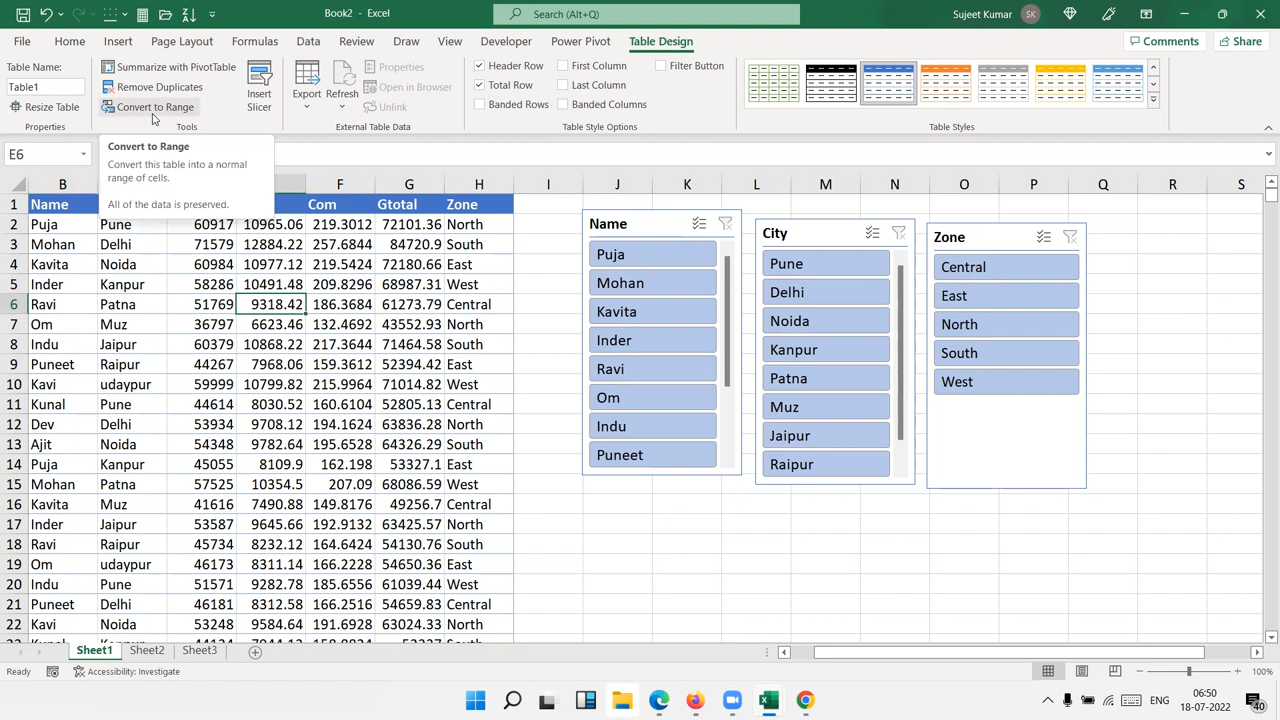 Book2 - Excel
Search (Alt+Q)
Sujeet Kumar
SK
File Home Insert Page Layout Formulas Data Review Automate Draw View Developer Power Pivot Table Design
Comments
Share
Table Name:
Table1
Resize Table
Properties
Summarize with PivotTable
Remove Duplicates
Convert to Range
Tools
Insert
Slicer
Export
Refresh
Properties
Open in Browser
Unlink
External Table Data
Header Row First Column Filter Button
Total Row Last Column
Banded Rows Banded Columns
Table Style Options
Table Styles
E6
Convert to Range
Convert this table into a normal
range of cells.
All of the data is preserved.
B F G H I J K L M N O P Q R S
1 Name Com Gtotal Zone
2 Puja Pune 60917 10965.06 219.3012 72101.36 North
3 Mohan Delhi 71579 12884.22 257.6844 84720.9 South
4 Kavita Noida 60984 10977.12 219.5424 72180.66 East
5 Inder Kanpur 58286 10491.48 209.8296 68987.31 West
6 Ravi Patna 51769 9318.42 186.3684 61273.79 Central
7 Om Muz 36797 6623.46 132.4692 43552.93 North
8 Indu Jaipur 60379 10868.22 217.3644 71464.58 South
9 Puneet Raipur 44267 7968.06 159.3612 52394.42 East
10 Kavi udaypur 59999 10799.82 215.9964 71014.82 West
11 Kunal Pune 44614 8030.52 160.6104 52805.13 Central
12 Dev Delhi 53934 9708.12 194.1624 63836.28 North
13 Ajit Noida 54348 9782.64 195.6528 64326.29 South
14 Puja Kanpur 45055 8109.9 162.198 53327.1 East
15 Mohan Patna 57525 10354.5 207.09 68086.59 West
16 Kavita Muz 41616 7490.88 149.8176 49256.7 Central
17 Inder Jaipur 53587 9645.66 192.9132 63425.57 North
18 Ravi Raipur 45734 8232.12 164.6424 54130.76 South
19 Om udaypur 46173 8311.14 166.2228 54650.36 East
20 Indu Pune 51571 9282.78 185.6556 61039.44 West
21 Puneet Delhi 46181 8312.58 166.2516 54659.83 Central
22 Kavi Noida 53248 9584.64 191.6928 63024.33 North
Name
Puja
Mohan
Kavita
Inder
Ravi
Om
Indu
Puneet
City
Pune
Delhi
Noida
Kanpur
Patna
Muz
Jaipur
Raipur
Zone
Central
East
North
South
West
Sheet1 Sheet2 Sheet3
Ready
Accessibility: Investigate
100%
ENG
06:50
18-07-2022
40